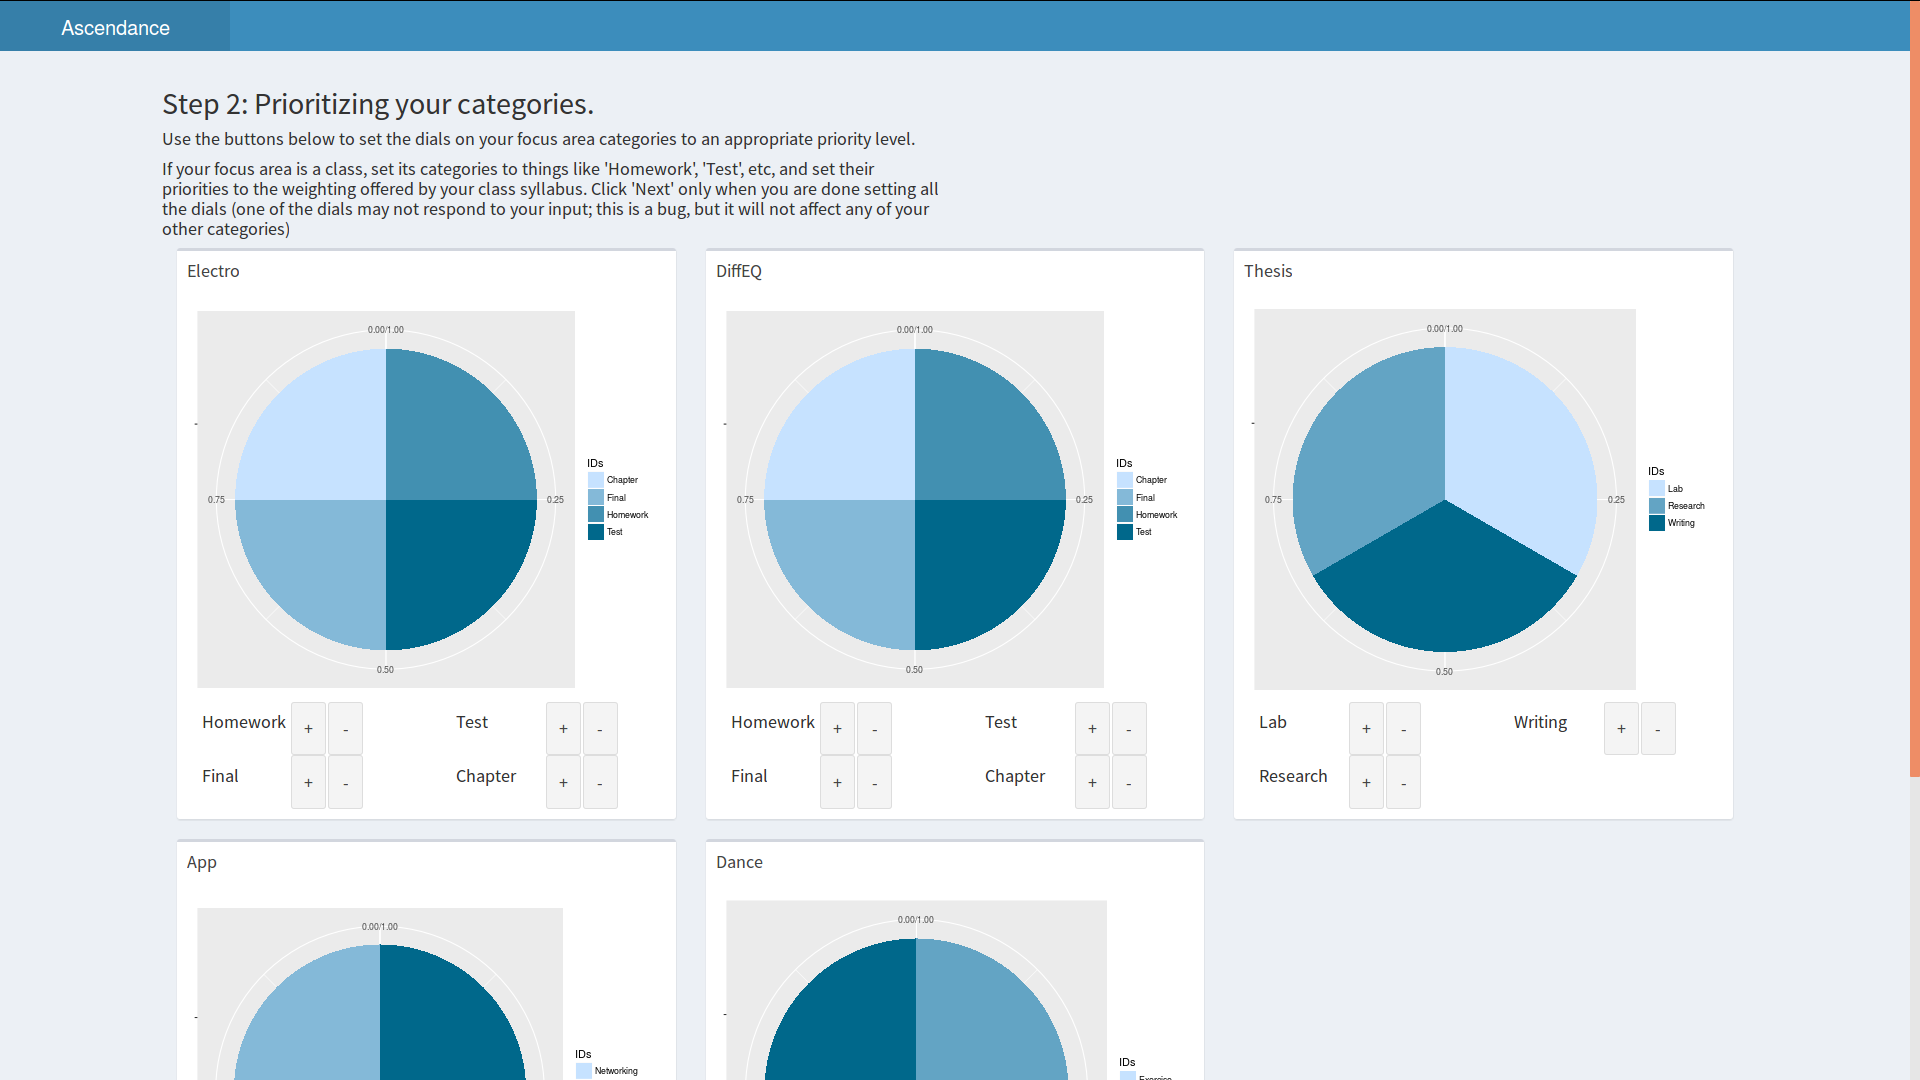 Ascendance
Step 2: Prioritizing your categories.
Use the buttons below to set the dials on your focus area categories to an appropriate priority level.
If your focus area is a class, set its categories to things like 'Homework', 'Test', etc, and set their
priorities to the weighting offered by your class syllabus. Click 'Next' only when you are done setting all
the dials (one of the dials may not respond to your input; this is a bug, but it will not affect any of your
other categories)
Electro
0.00/1.00
0.75
0.25
0.50
IDs
Chapter
Final
Homework
Test
Homework + -
Test + -
Final + -
Chapter + -
DiffEQ
0.00/1.00
0.75
0.25
0.50
IDs
Chapter
Final
Homework
Test
Homework + -
Test + -
Final + -
Chapter + -
Thesis
0.00/1.00
0.75
0.25
0.50
IDs
Lab
Research
Writing
Lab + -
Writing + -
Research + -
App
0.00/1.00
IDs
Networking
Dance
0.00/1.00
IDs
Exercise